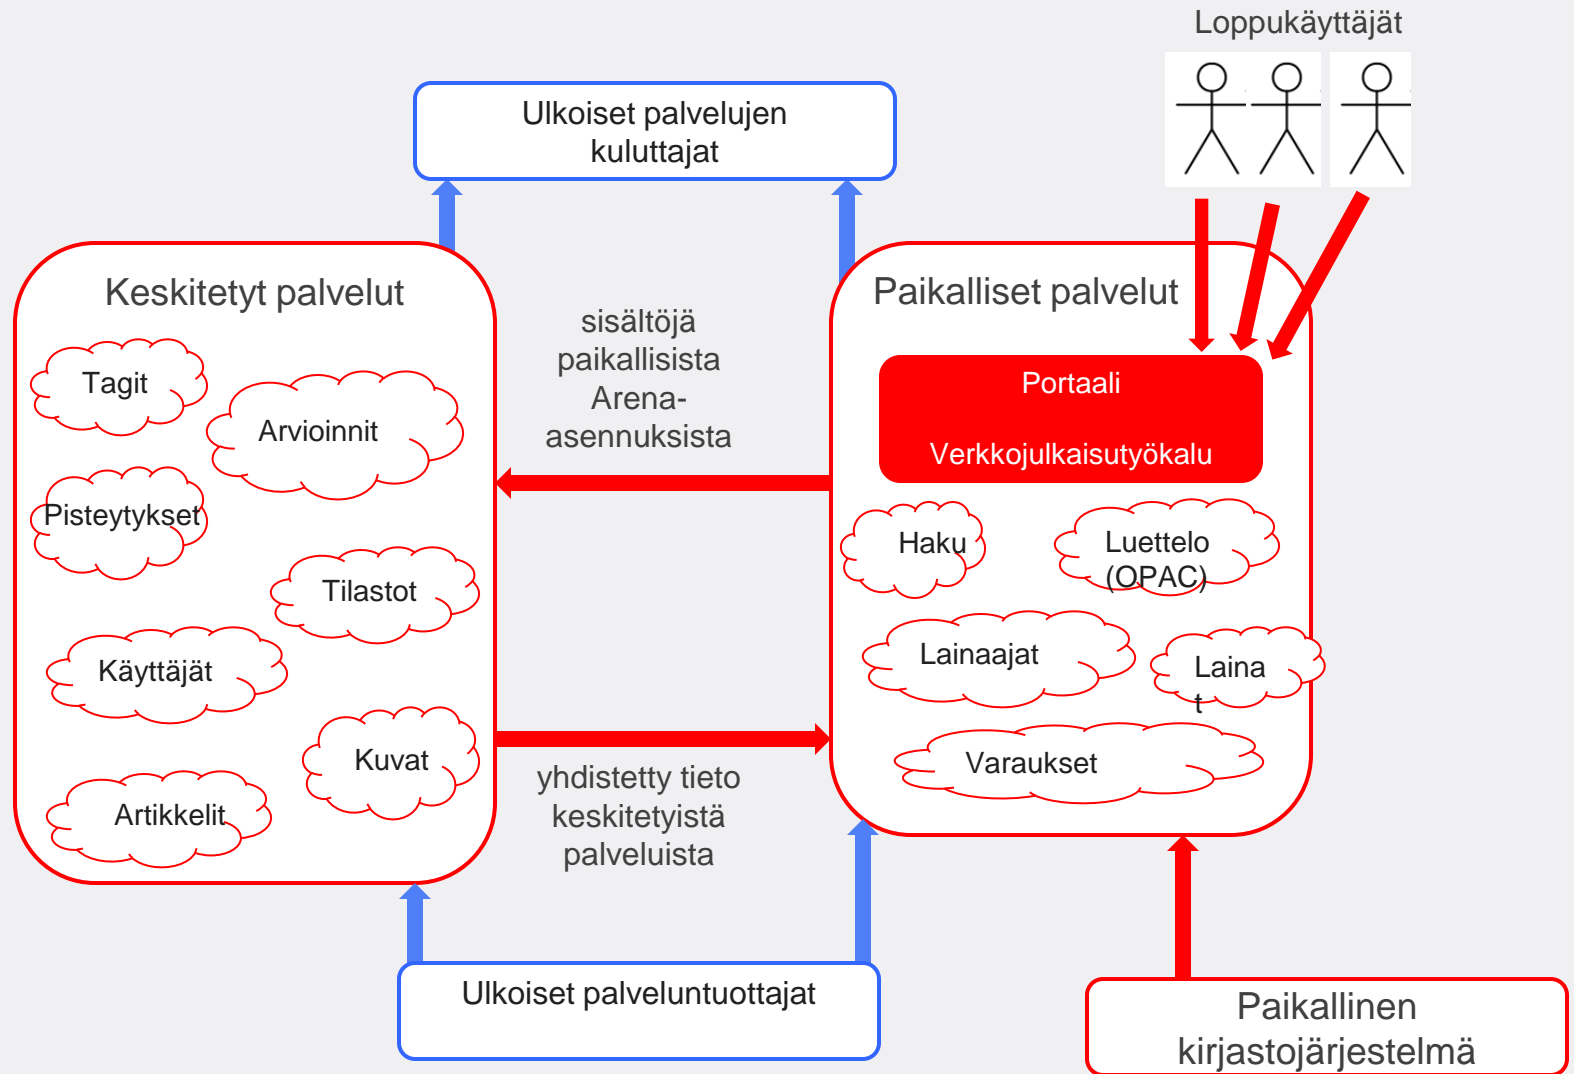 Loppukäyttäjät
Ulkoiset palvelujen
kuluttajat
Keskitetyt palvelut
Tagit
Arvioinnit
Pisteytykset
Tilastot
Käyttäjät
Kuvat
Artikkelit
sisältöjä
paikallisista
Arena-
asennuksista
yhdistetty tieto
keskitetyistä
palveluista
Paikalliset palvelut
Portaali
Verkkojulkaisutyökalu
Haku
Luettelo
(OPAC)
Lainaajat
Laina
t
Varaukset
Ulkoiset palveluntuottajat
Paikallinen
kirjastojärjestelmä